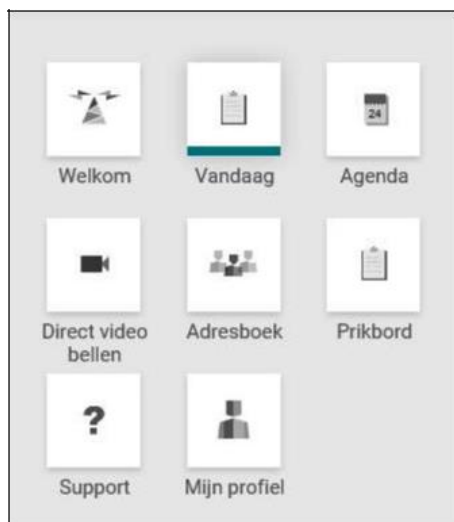 24
Welkom
Vandaag
Agenda
Direct video
bellen
Adresboek
Prikbord
?
Support
Mijn profiel